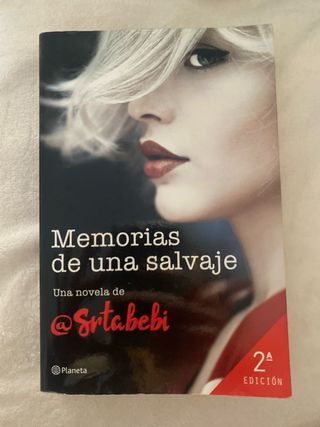 Memorias
de una salvaje
Una novela de
@Srtabebi
Planeta
2ª
EDICIÓN